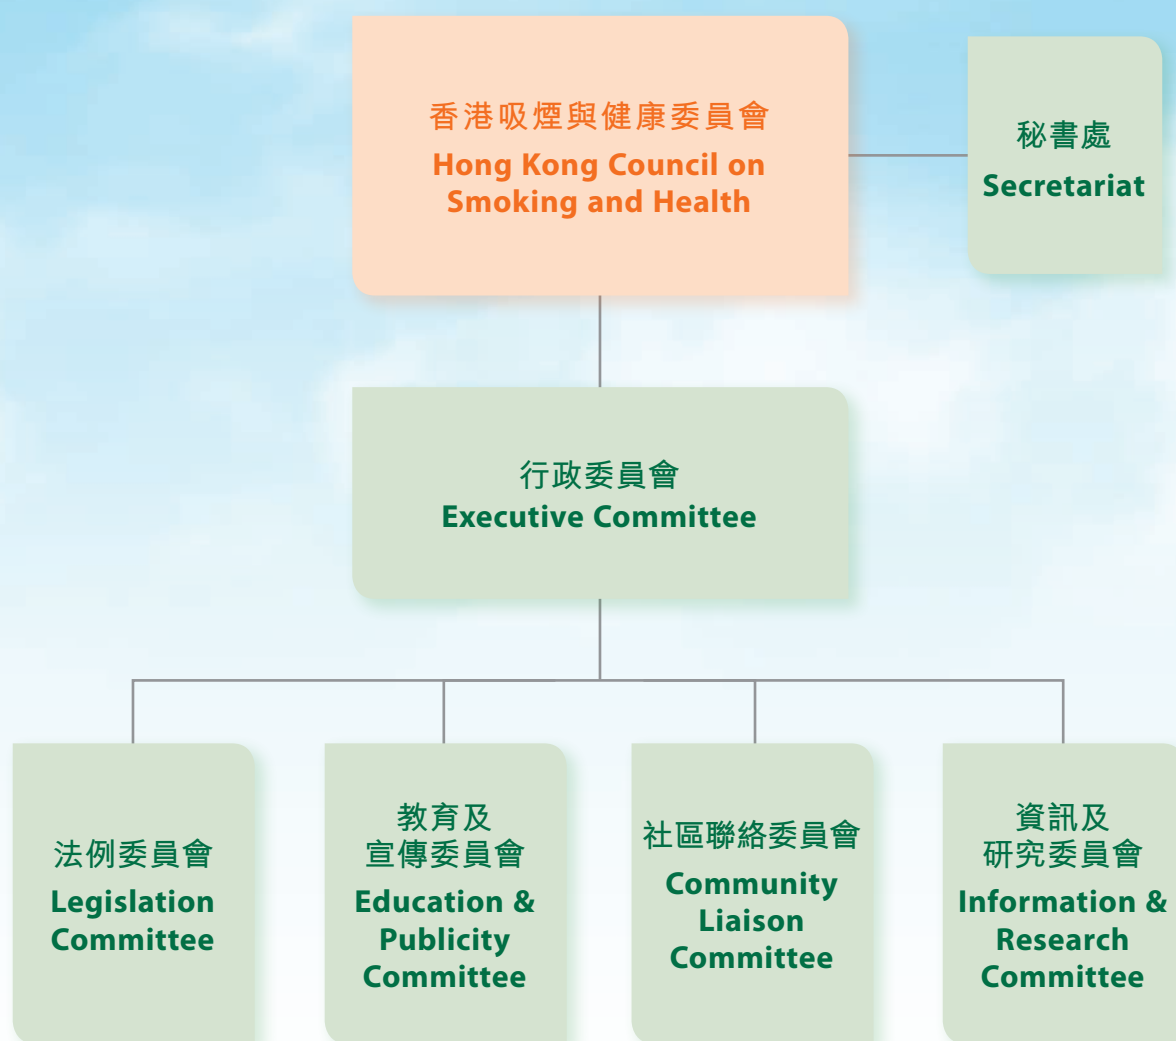 香港吸煙與健康委員會
Hong Kong Council on
Smoking and Health
秘書處
Secretariat
行政委員會
Executive Committee
法例委員會
Legislation
Committee
教育及
宣傳委員會
Education &
Publicity
Committee
社區聯絡委員會
Community
Liaison
Committee
資訊及
研究委員會
Information &
Research
Committee